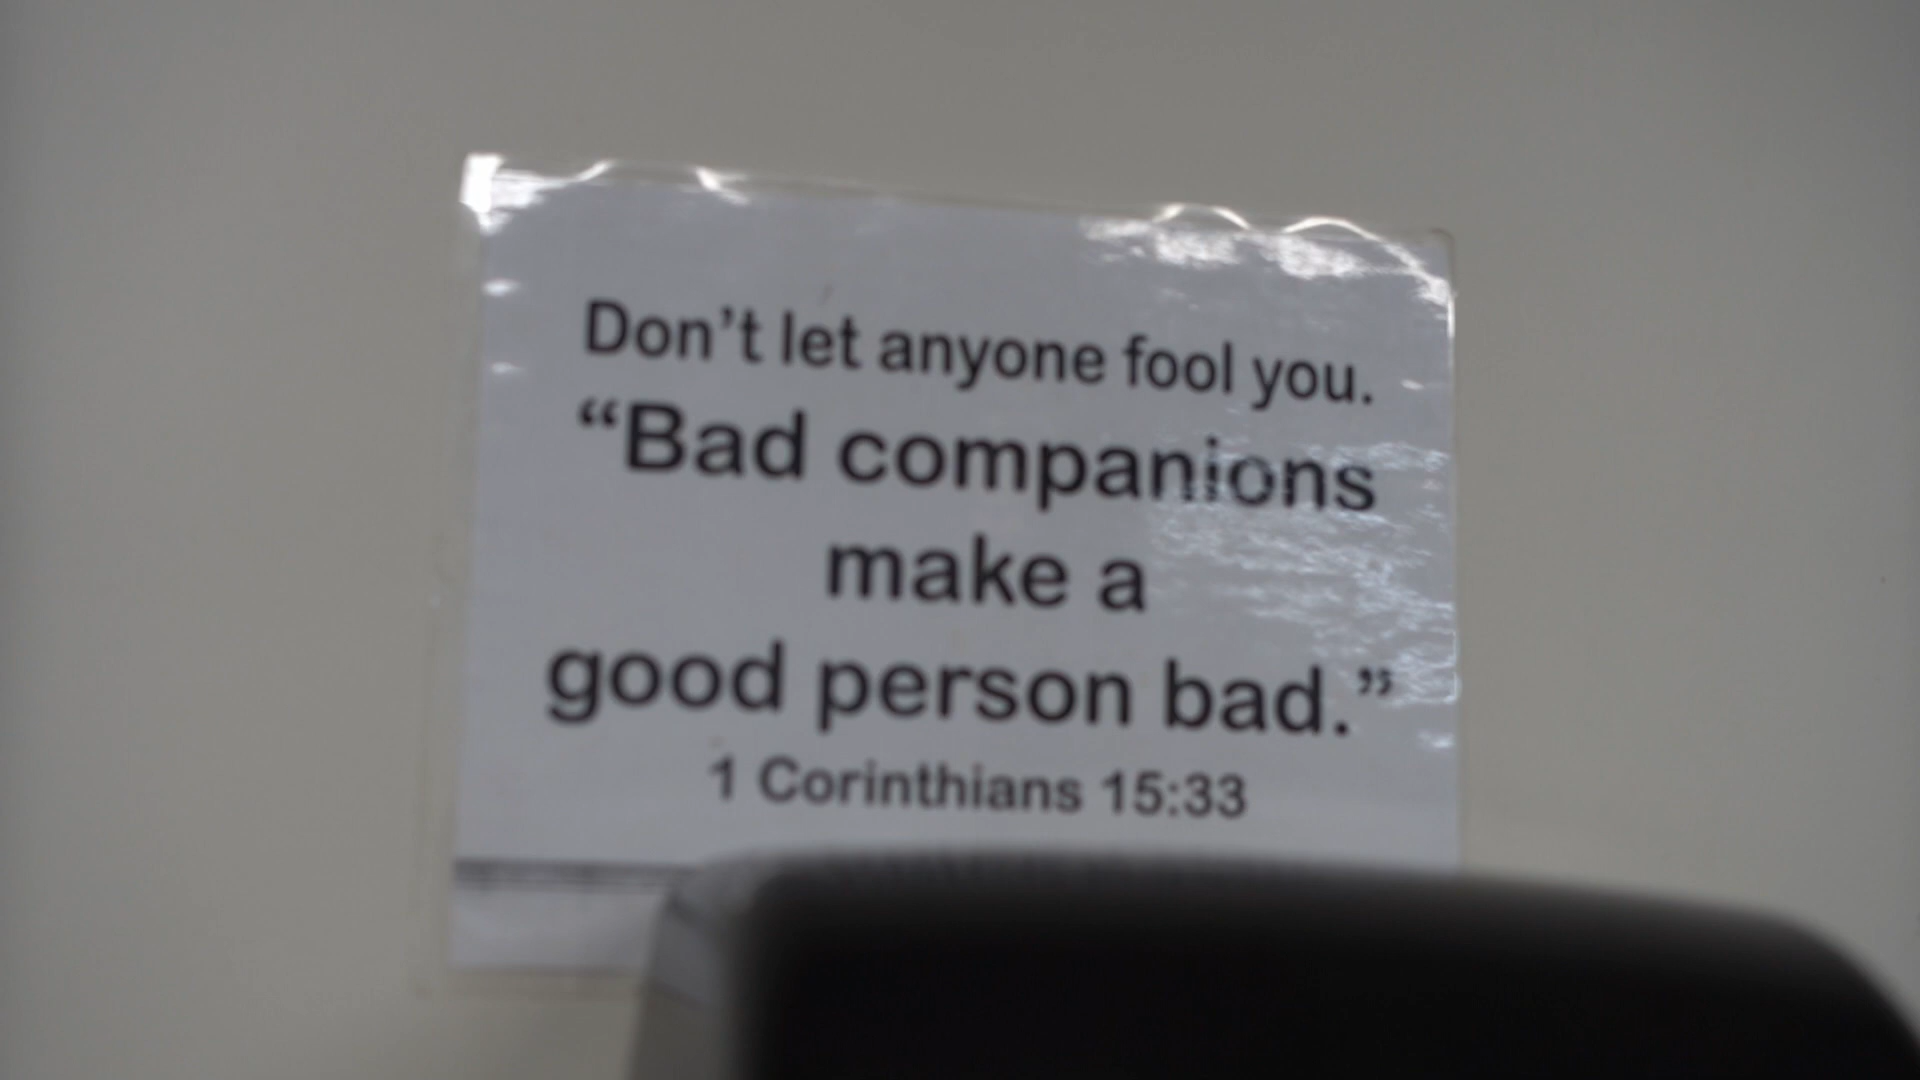 Don't let anyone fool you.
“Bad companions
make a
good person bad.”
1 Corinthians 15:33